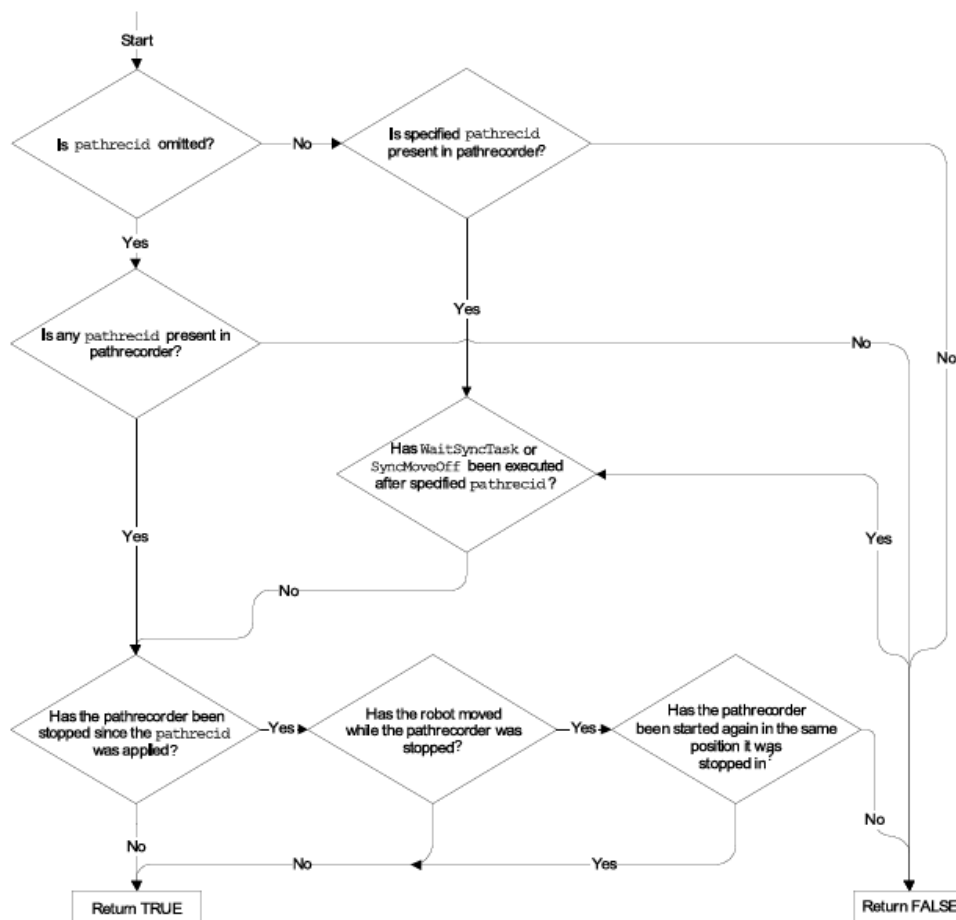 Start
Is pathrecid omitted?
No
Is specified pathrecid
present in pathrecorder?
Yes
Is any pathrecid present in
pathrecorder?
Yes
No
No
Has WaitSyncTask or
SyncMoveOff been executed
after specified pathrecid?
Yes
Yes
No
Has the pathrecorder been
stopped since the pathrecid
was applied?
Yes
Has the robot moved
while the pathrecorder was
stopped?
Yes
Has the pathrecorder
been started again in the same
position it was
stopped in?
No
No
No
Yes
Return TRUE
Return FALSE